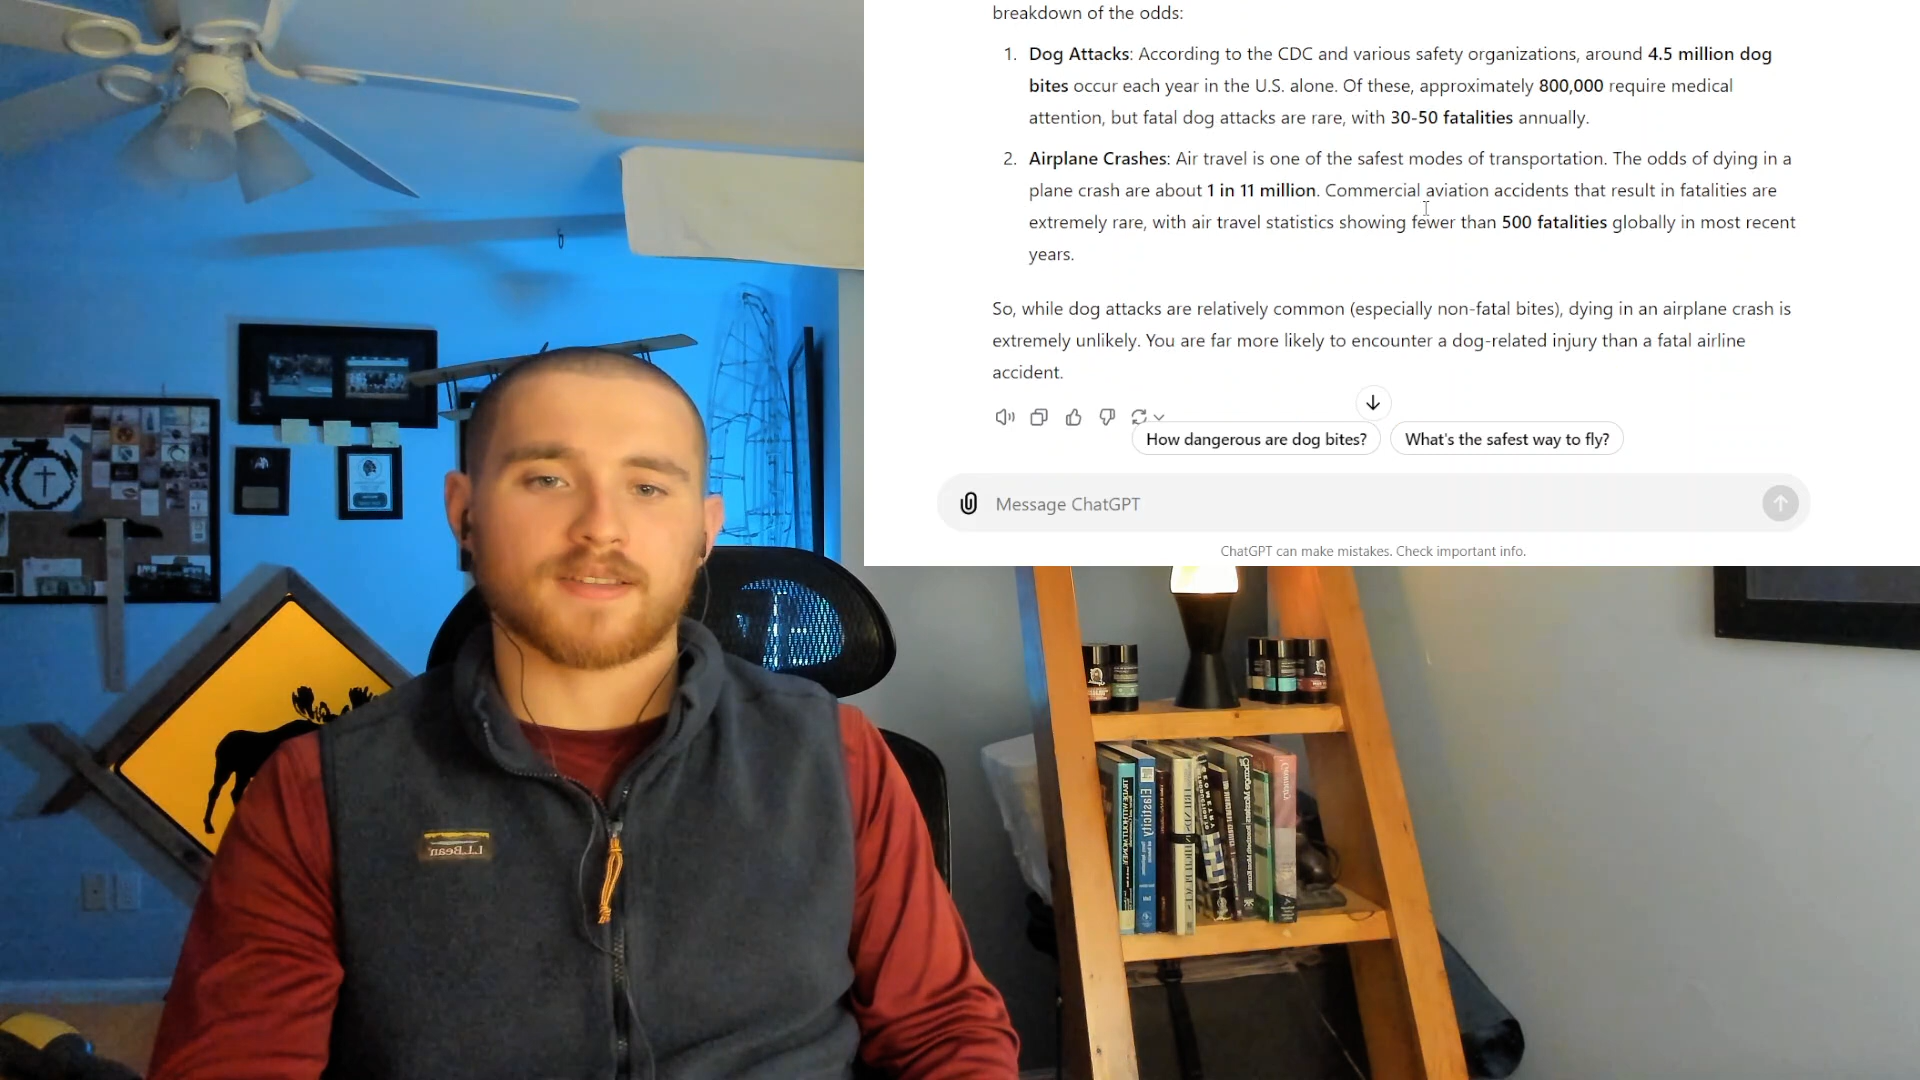 breakdown of the odds:
1. Dog Attacks: According to the CDC and various safety organizations, around 4.5 million dog
bites occur each year in the U.S. alone. Of these, approximately 800,000 require medical
attention, but fatal dog attacks are rare, with 30-50 fatalities annually.
2. Airplane Crashes: Air travel is one of the safest modes of transportation. The odds of dying in a
plane crash are about 1 in 11 million. Commercial aviation accidents that result in fatalities are
extremely rare, with air travel statistics showing fewer than 500 fatalities globally in most recent
years.
So, while dog attacks are relatively common (especially non-fatal bites), dying in an airplane crash is
extremely unlikely. You are far more likely to encounter a dog-related injury than a fatal airline
accident.
How dangerous are dog bites?
What's the safest way to fly?
Message ChatGPT
ChatGPT can make mistakes. Check important info.
L.L.Bean
Elasticity